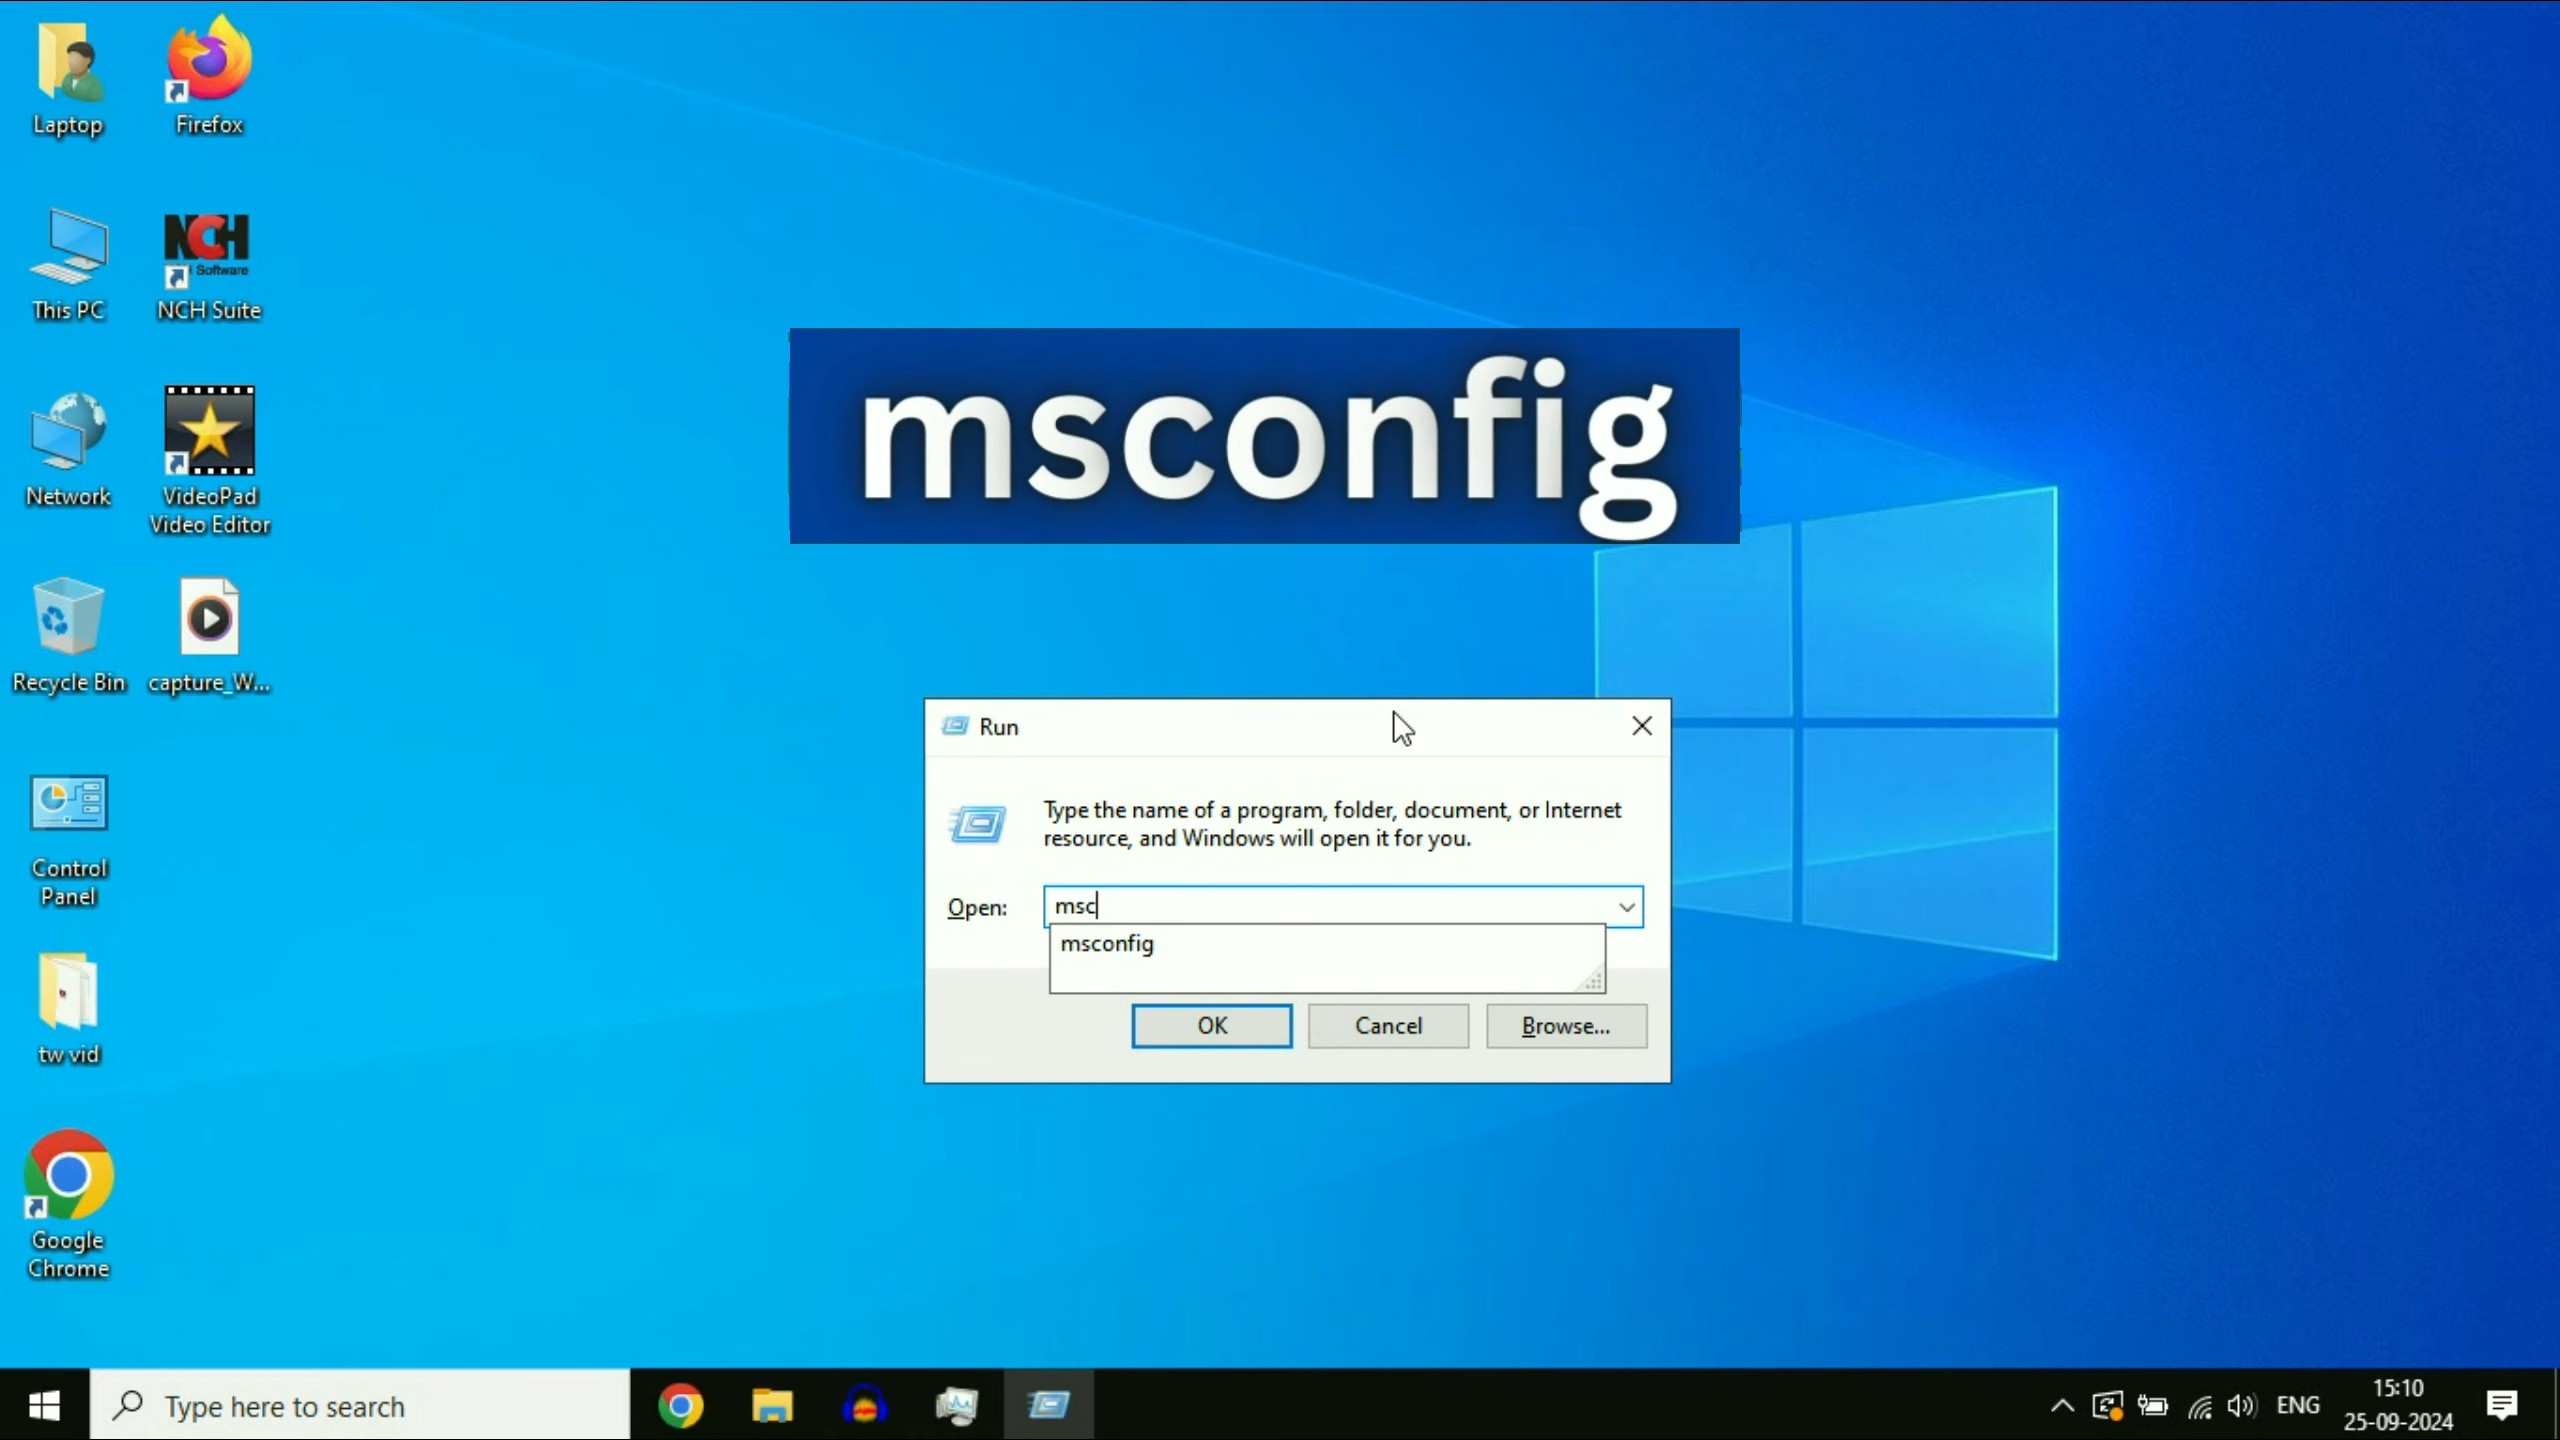 Laptop
Firefox
This PC
NCH
Software
NCH Suite
Network
VideoPad
Video Editor
Recycle Bin
capture_W...
Control
Panel
tw vid
Google
Chrome
msconfig
Run
Type the name of a program, folder, document, or Internet
resource, and Windows will open it for you.
Open:
msc
msconfig
OK
Cancel
Browse...
Type here to search
ENG
15:10
25-09-2024